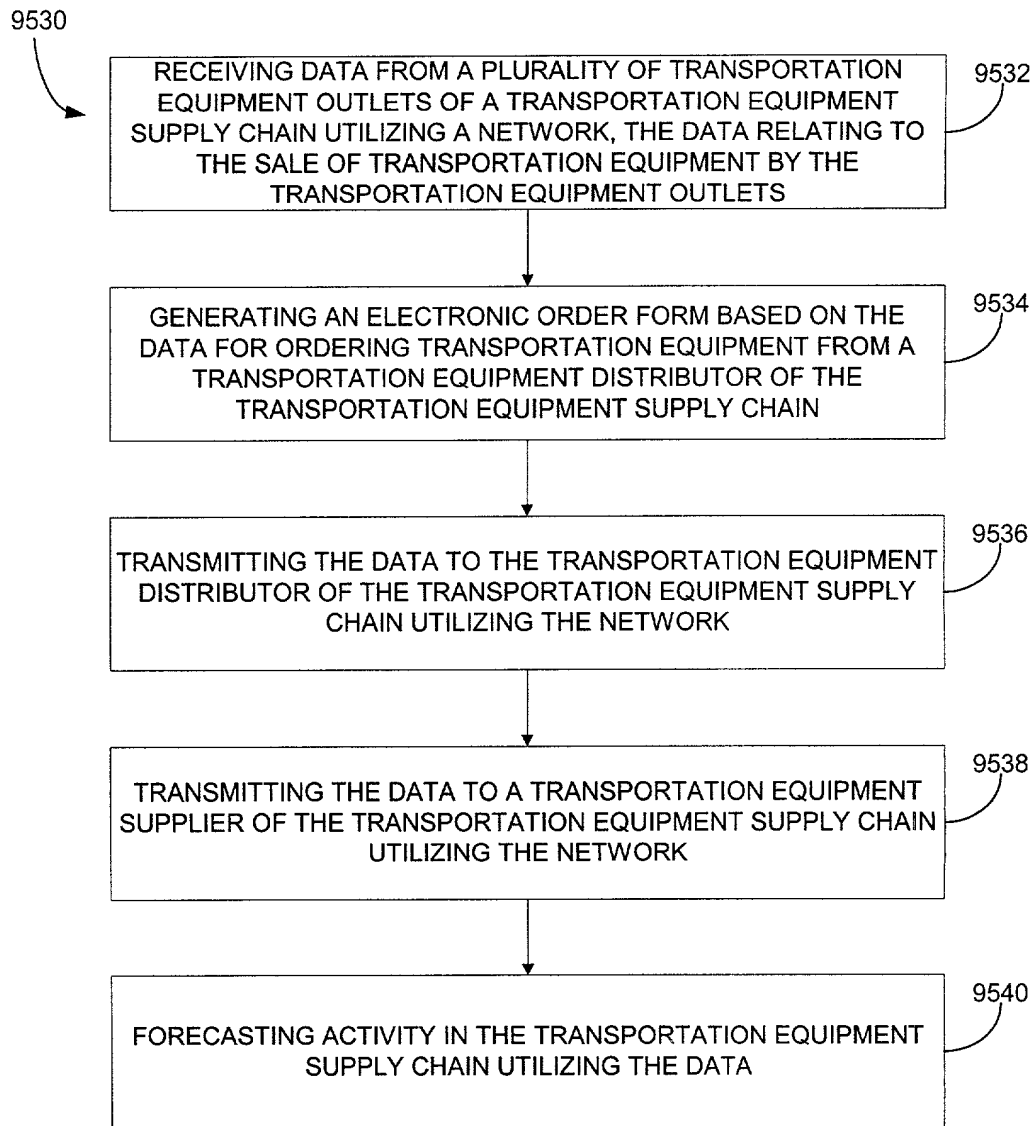 9530
RECEIVING DATA FROM A PLURALITY OF TRANSPORTATION
EQUIPMENT OUTLETS OF A TRANSPORTATION EQUIPMENT
SUPPLY CHAIN UTILIZING A NETWORK, THE DATA RELATING TO
THE SALE OF TRANSPORTATION EQUIPMENT BY THE
TRANSPORTATION EQUIPMENT OUTLETS
9532
GENERATING AN ELECTRONIC ORDER FORM BASED ON THE
DATA FOR ORDERING TRANSPORTATION EQUIPMENT FROM A
TRANSPORTATION EQUIPMENT DISTRIBUTOR OF THE
TRANSPORTATION EQUIPMENT SUPPLY CHAIN
9534
TRANSMITTING THE DATA TO THE TRANSPORTATION EQUIPMENT
DISTRIBUTOR OF THE TRANSPORTATION EQUIPMENT SUPPLY
CHAIN UTILIZING THE NETWORK
9536
TRANSMITTING THE DATA TO A TRANSPORTATION EQUIPMENT
SUPPLIER OF THE TRANSPORTATION EQUIPMENT SUPPLY CHAIN
UTILIZING THE NETWORK
9538
FORECASTING ACTIVITY IN THE TRANSPORTATION EQUIPMENT
SUPPLY CHAIN UTILIZING THE DATA
9540